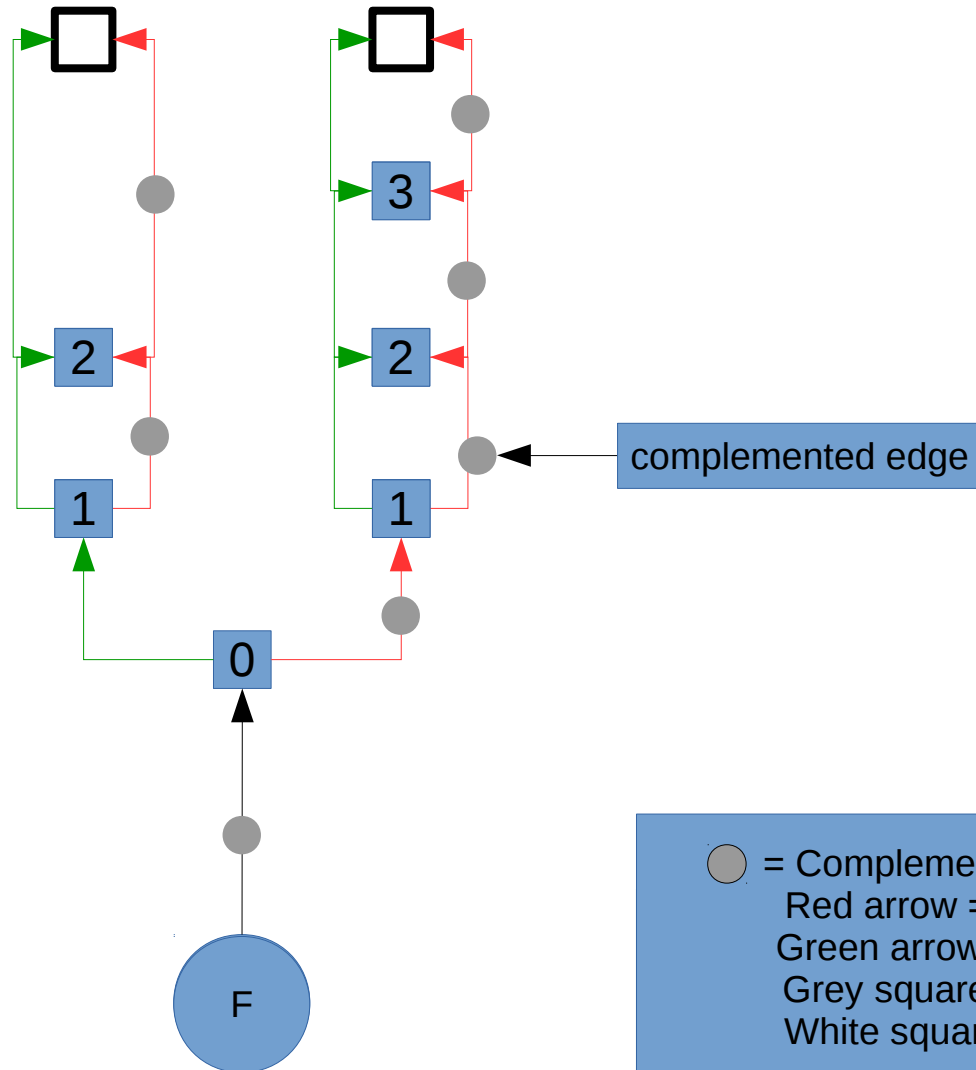 3
2
2
complemented edge
1
1
0
= Compleme
Red arrow =
Green arrow
Grey square
White squar
F